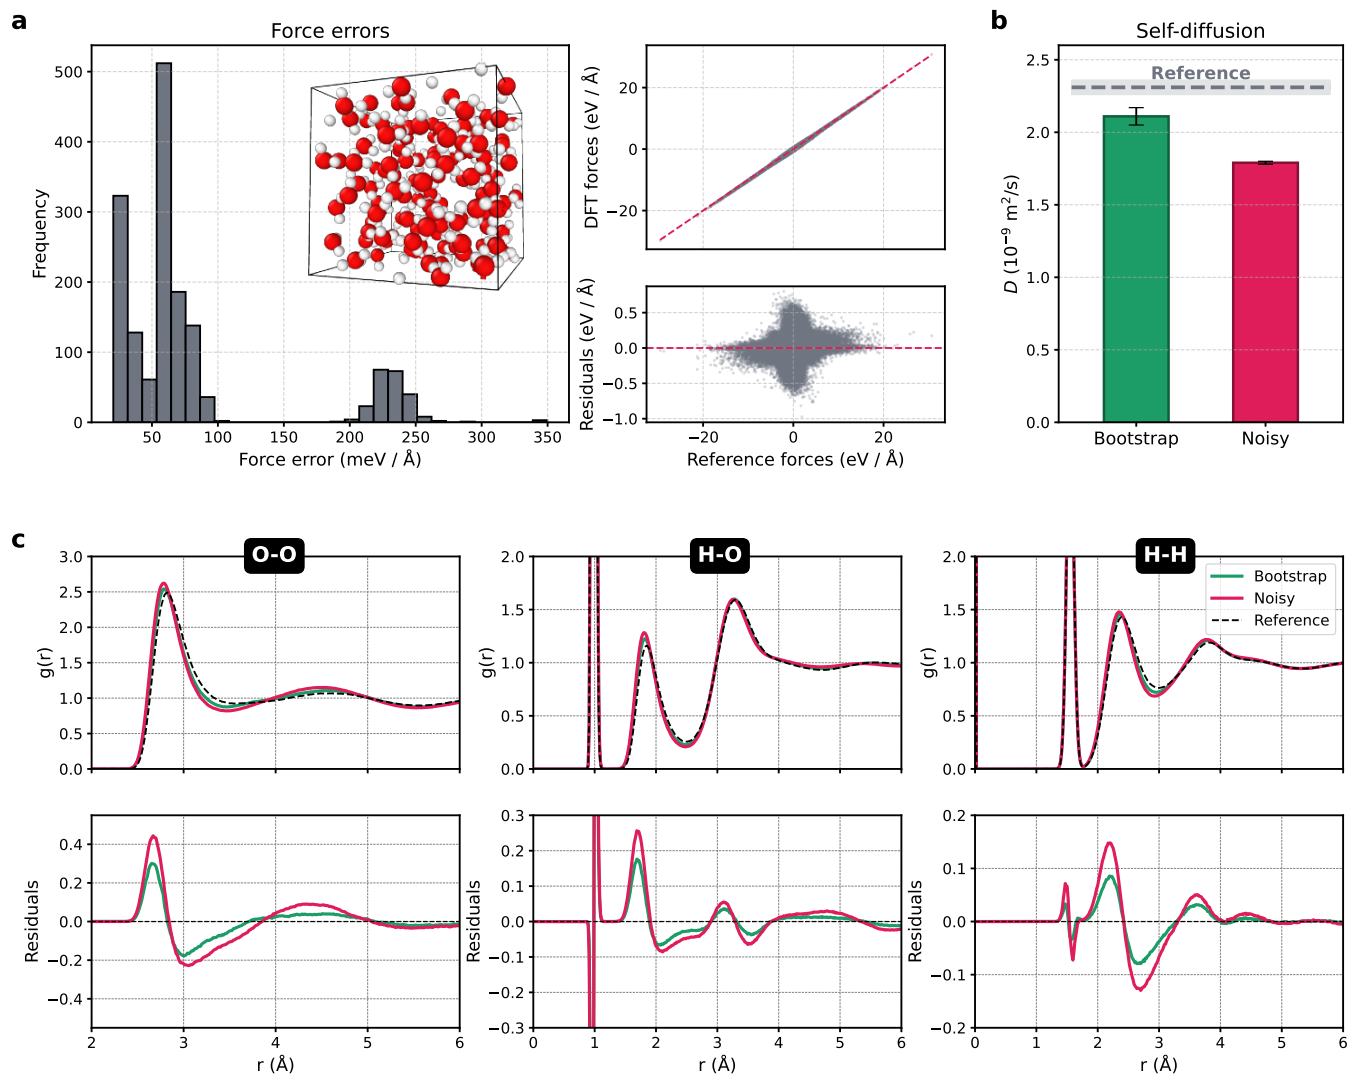 a
Force errors
500
400
300
200
100
0
Frequency
50
100
150
200
250
300
350
Force error (meV / Å)
20
0
−20
DFT forces (eV / Å)
0.5
0.0
−0.5
−1.0
Residuals (eV / Å)
−20
0
20
Reference forces (eV / Å)
b
Self-diffusion
2.5
2.0
1.5
1.0
0.5
0.0
D (10⁻⁹ m²/s)
Reference
Bootstrap
Noisy
c
O-O
3.0
2.5
2.0
1.5
1.0
0.5
0.0
g(r)
H-O
2.0
1.5
1.0
0.5
0.0
g(r)
H-H
2.0
1.5
1.0
0.5
0.0
g(r)
Bootstrap
Noisy
Reference
0.4
0.2
0.0
−0.2
−0.4
Residuals
2
3
4
5
6
r (Å)
0.3
0.2
0.1
0.0
−0.1
−0.2
−0.3
Residuals
0
1
2
3
4
5
6
r (Å)
0.2
0.1
0.0
−0.1
−0.2
Residuals
0
1
2
3
4
5
6
r (Å)